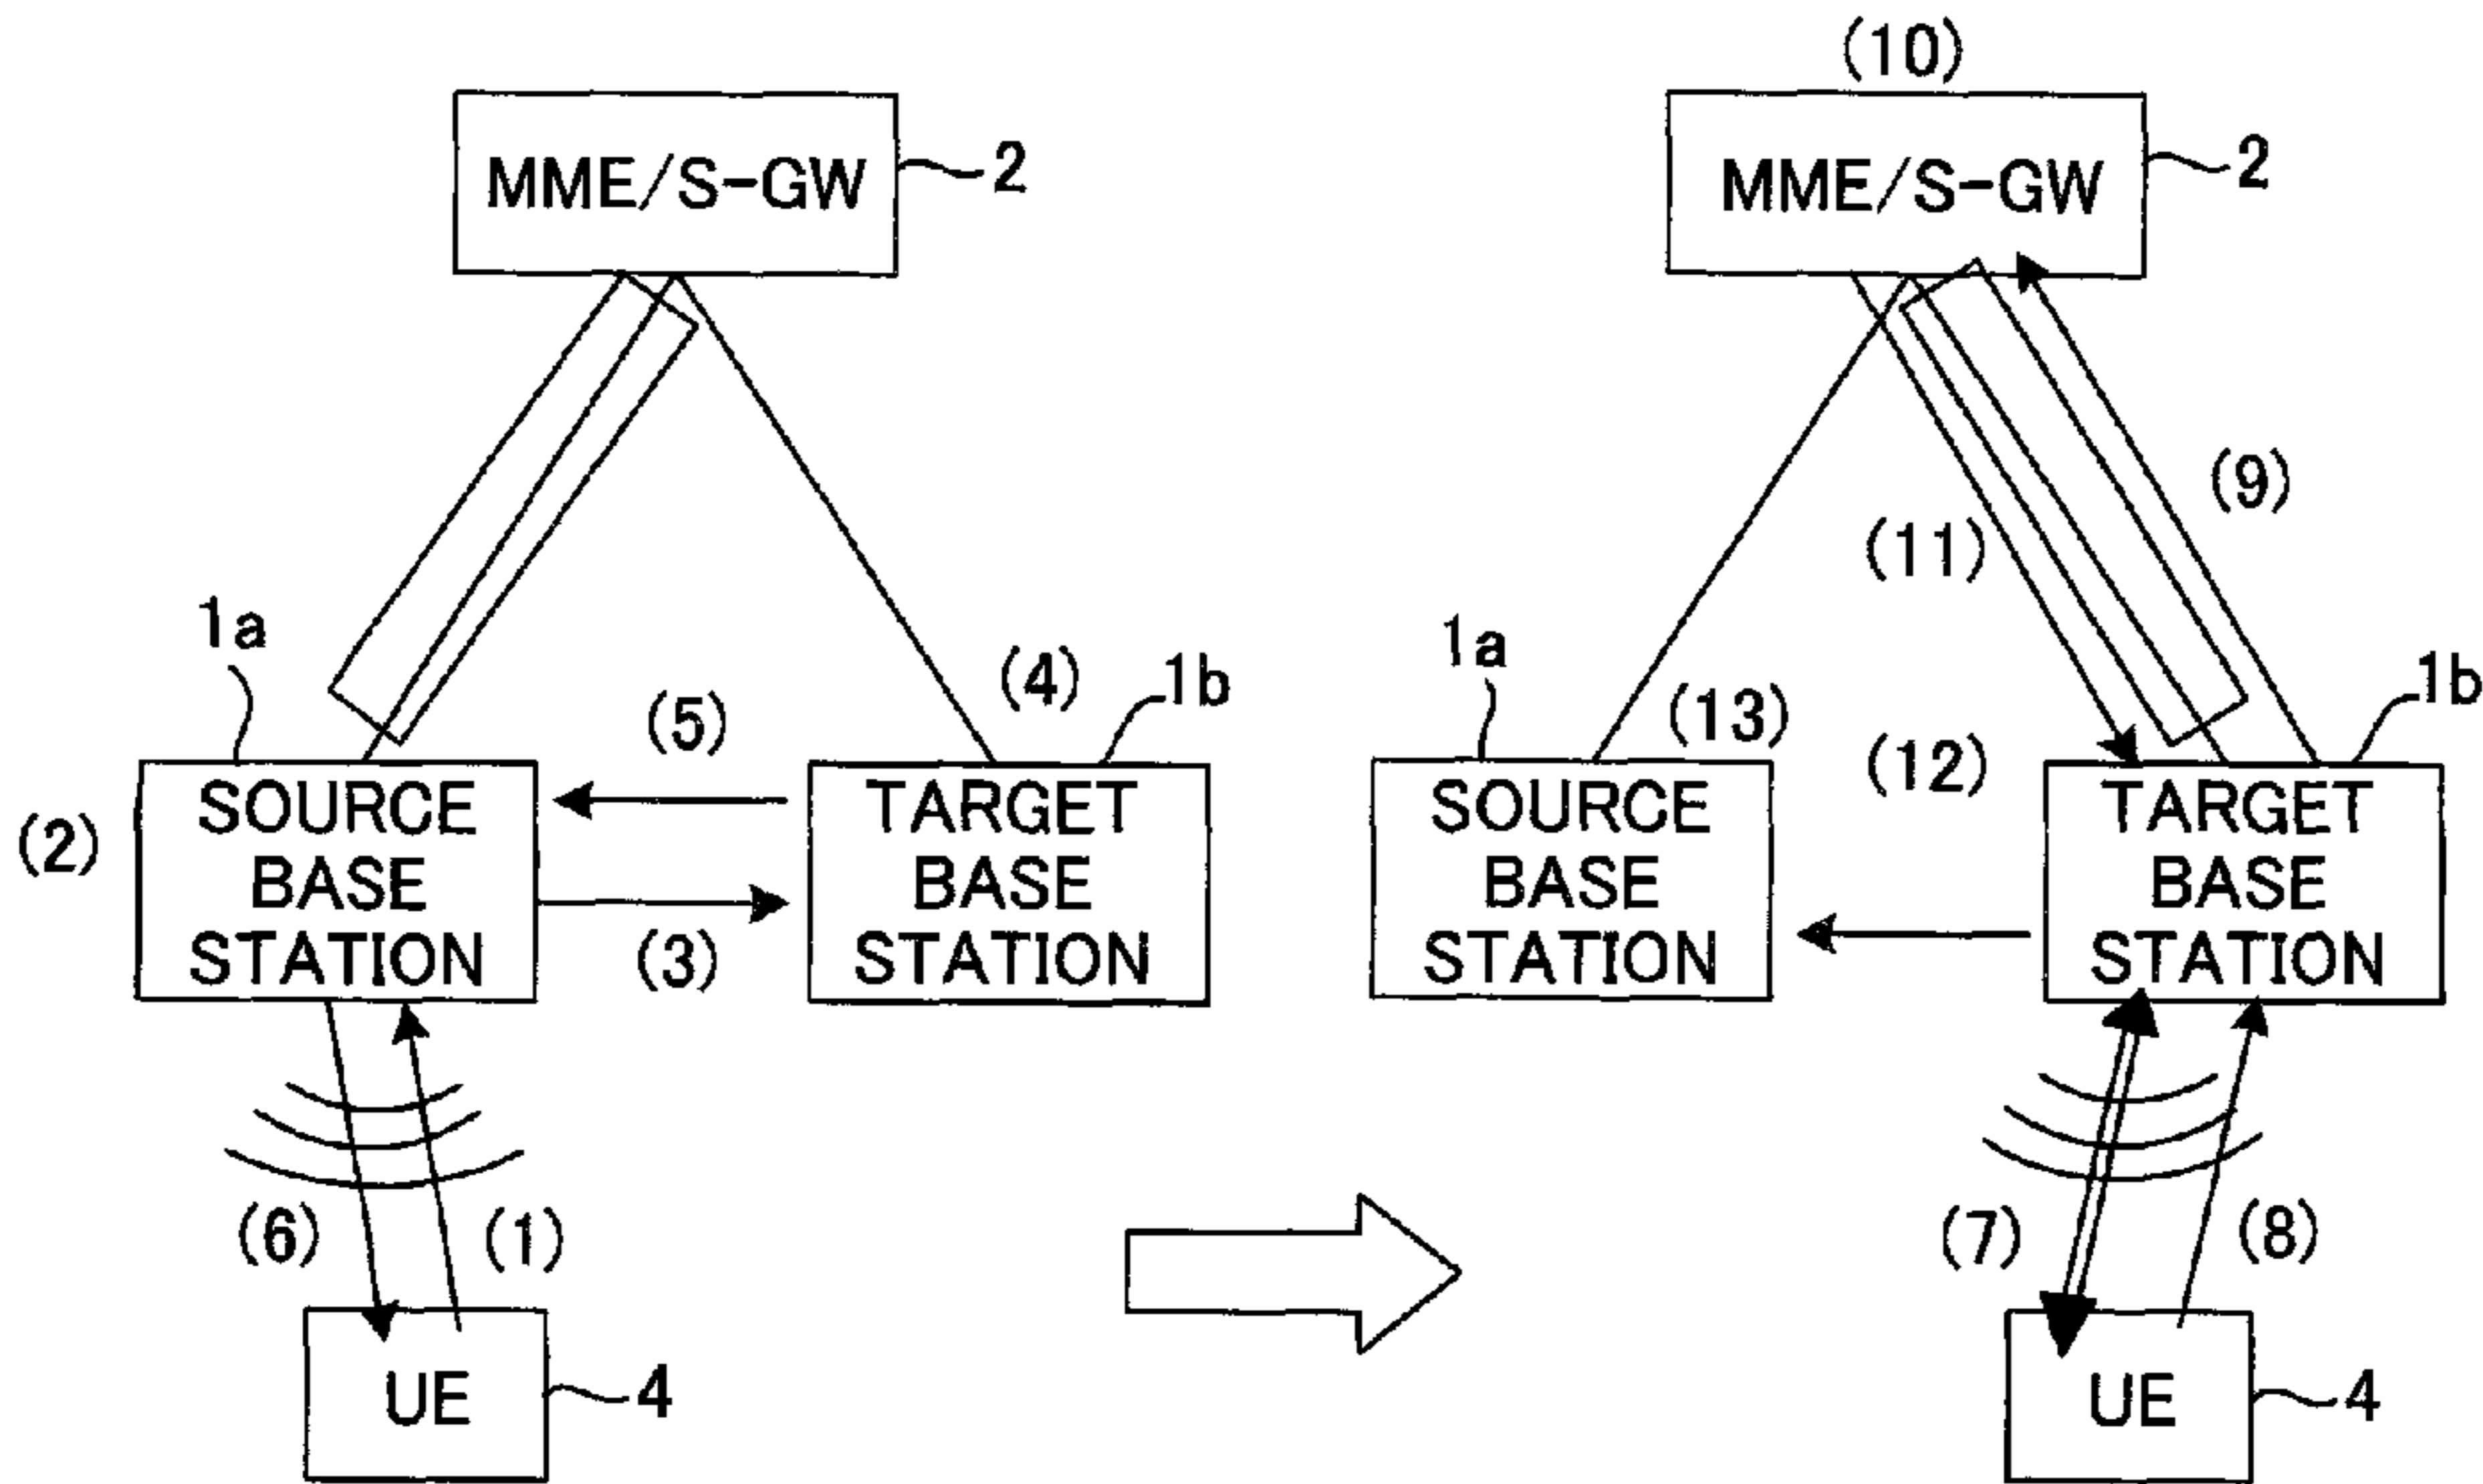 (10)
MME/S-GW
2
MME/S-GW
2
(9)
(11)
1a
(4)
1b
(5)
1a
(13)
(12)
1b
(2)
SOURCE
BASE
STATION
TARGET
BASE
STATION
(3)
SOURCE
BASE
STATION
TARGET
BASE
STATION
(6)
(1)
(7)
(8)
UE
4
UE
4